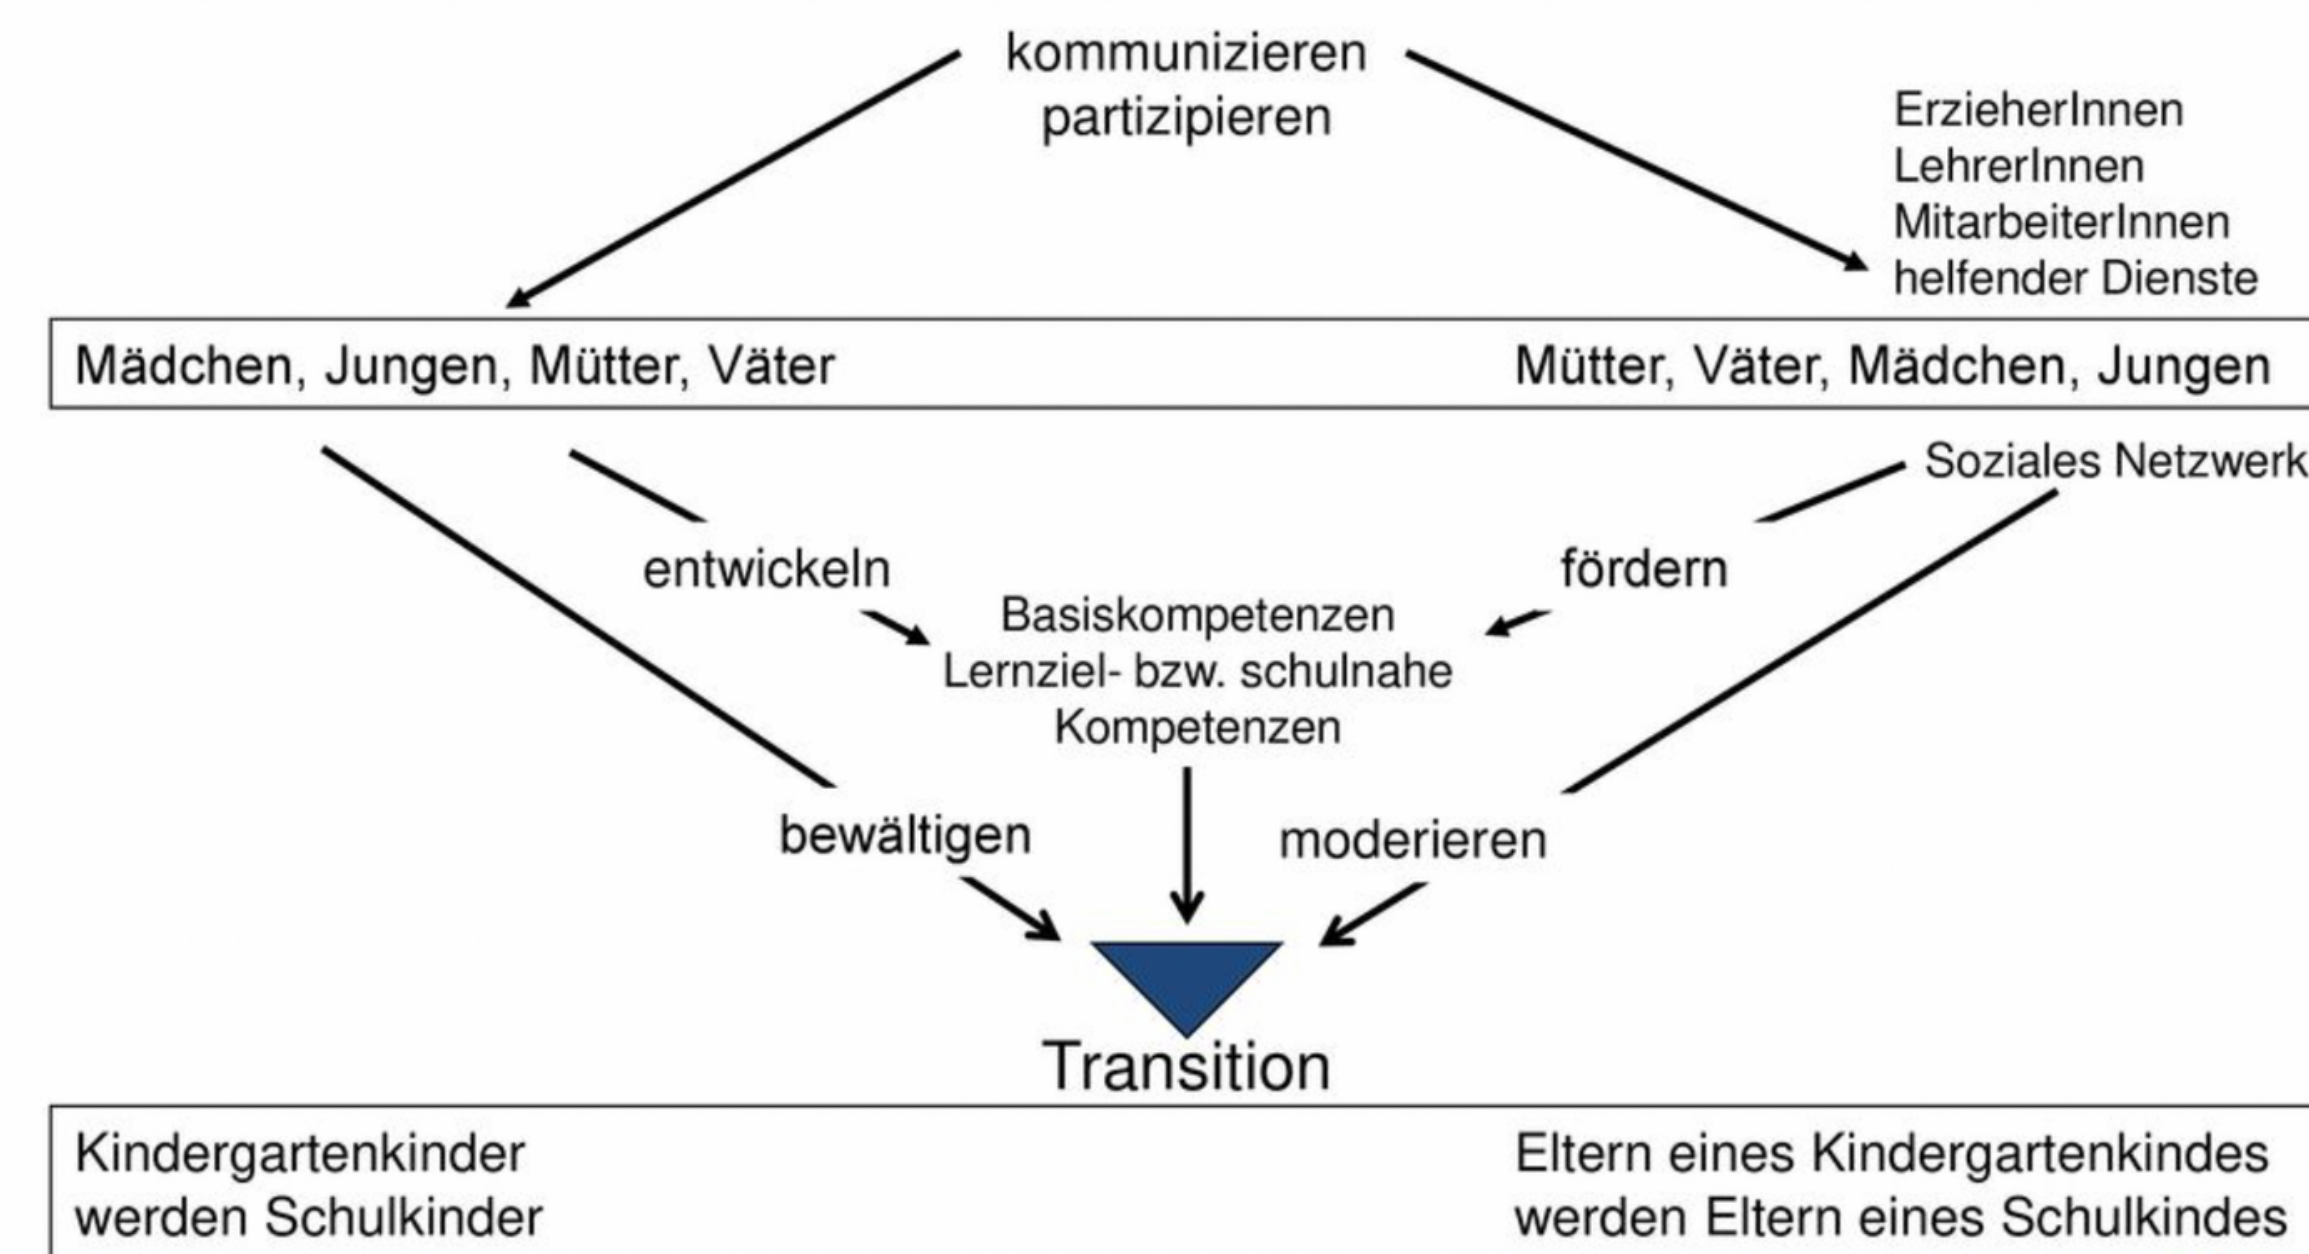 kommunizieren
partizipieren
ErzieherInnen
LehrerInnen
MitarbeiterInnen
helfender Dienste
Mädchen, Jungen, Mütter, Väter
Mütter, Väter, Mädchen, Jungen
Soziales Netzwerk
entwickeln
fördern
Basiskompetenzen
Lernziel- bzw. schulnahe
Kompetenzen
bewältigen
moderieren
Transition
Kindergartenkinder
werden Schulkinder
Eltern eines Kindergartenkindes
werden Eltern eines Schulkindes